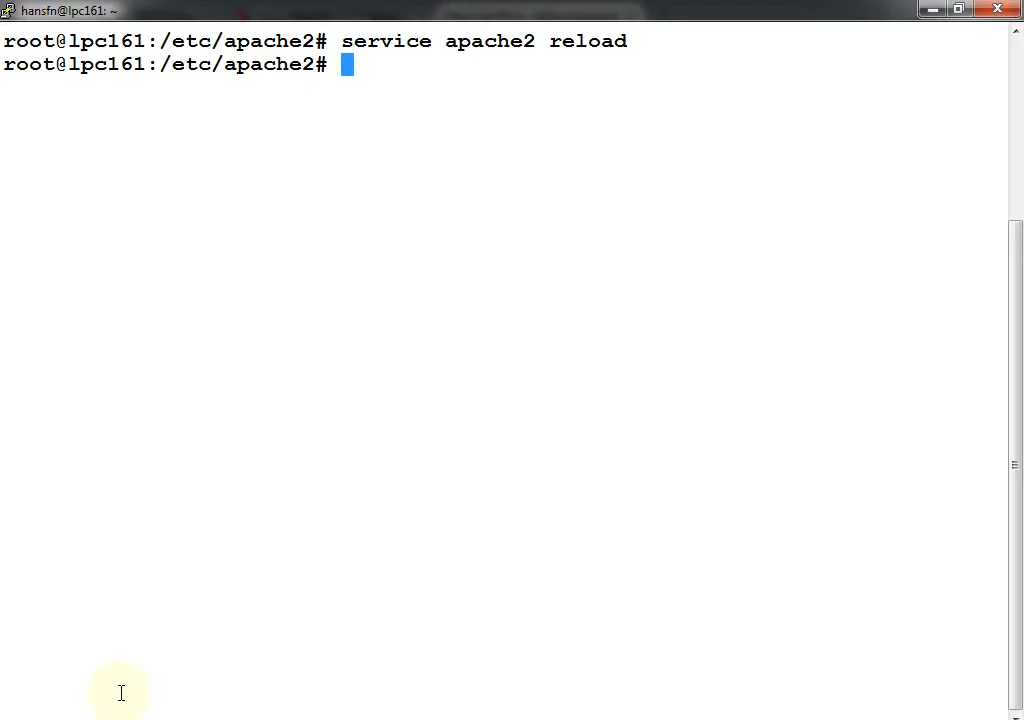 hansfn@lpc161: ~
root@lpc161:/etc/apache2# service apache2 reload
root@lpc161:/etc/apache2#